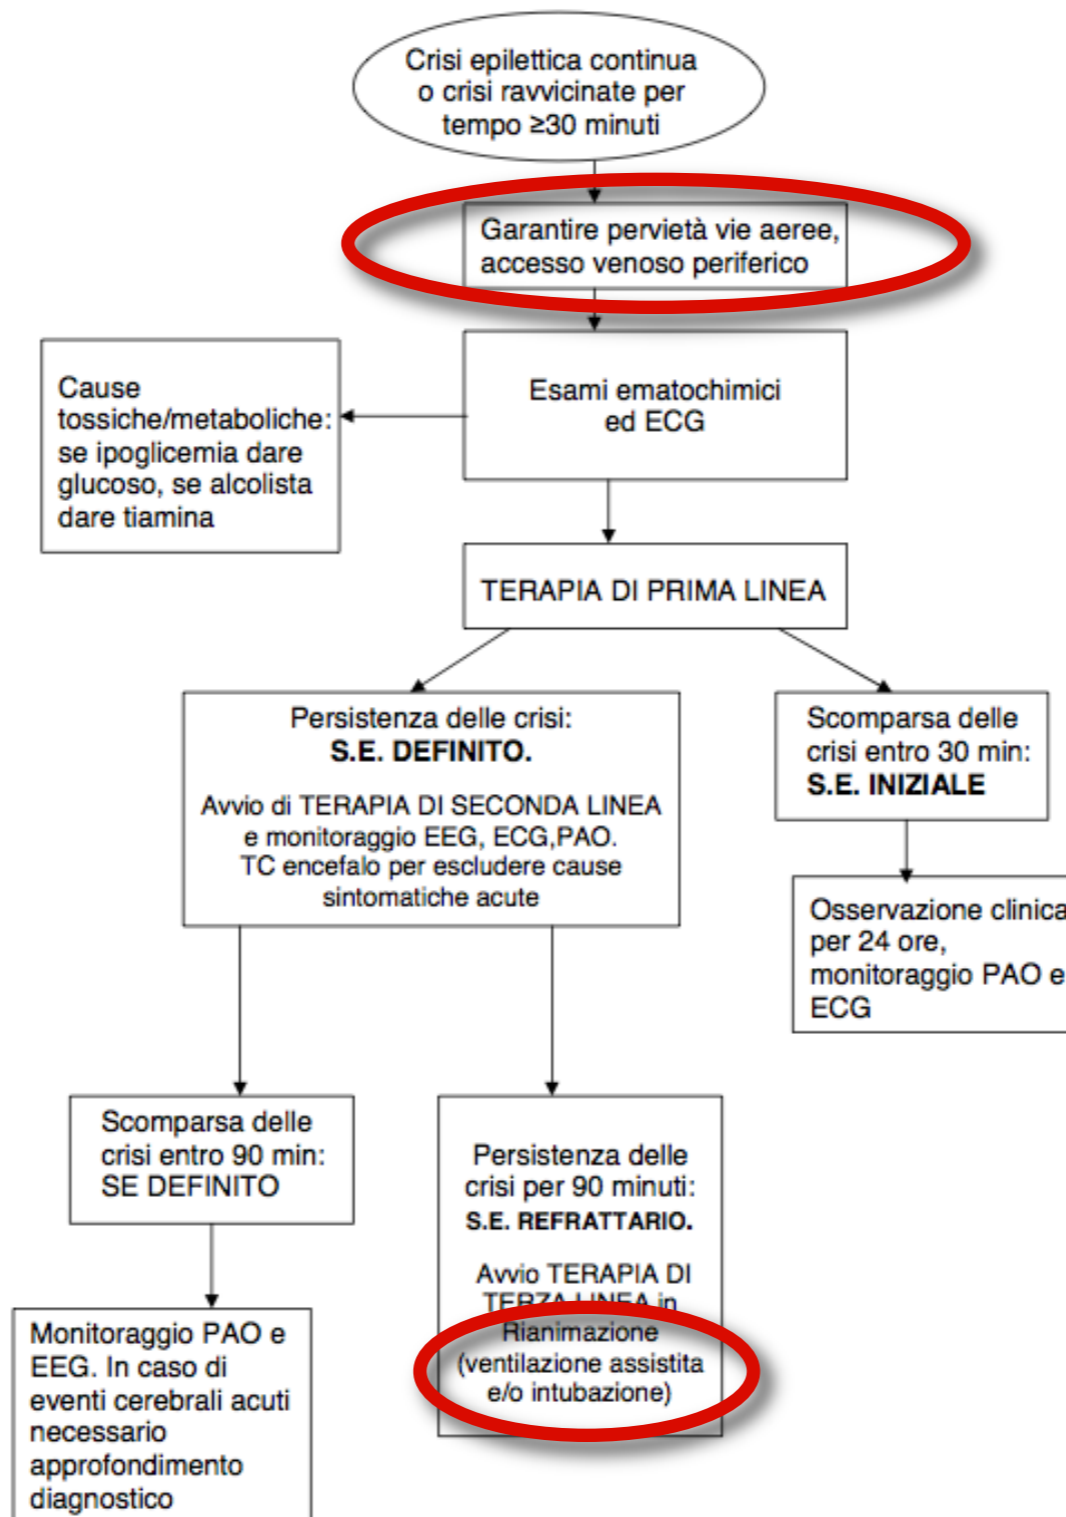 Crisi epilettica continua
o crisi ravvicinate per
tempo ≥30 minuti
Garantire pervietà vie aeree,
accesso venoso periferico
Esami ematochimici
ed ECG
Cause
tossiche/metaboliche:
se ipoglicemia dare
glucoso, se alcolista
dare tiamina
TERAPIA DI PRIMA LINEA
Persistenza delle crisi:
S.E. DEFINITO.
Avvio di TERAPIA DI SECONDA LINEA
e monitoraggio EEG, ECG,PAO.
TC encefalo per escludere cause
sintomatiche acute
Scomparsa delle
crisi entro 30 min:
S.E. INIZIALE
Osservazione clinica
per 24 ore,
monitoraggio PAO e
ECG
Scomparsa delle
crisi entro 90 min:
SE DEFINITO
Persistenza delle
crisi per 90 minuti:
S.E. REFRATTARIO.
Avvio TERAPIA DI
TERZA LINEA in
Rianimazione
(ventilazione assistita
e/o intubazione)
Monitoraggio PAO e
EEG. In caso di
eventi cerebrali acuti
necessario
approfondimento
diagnostico